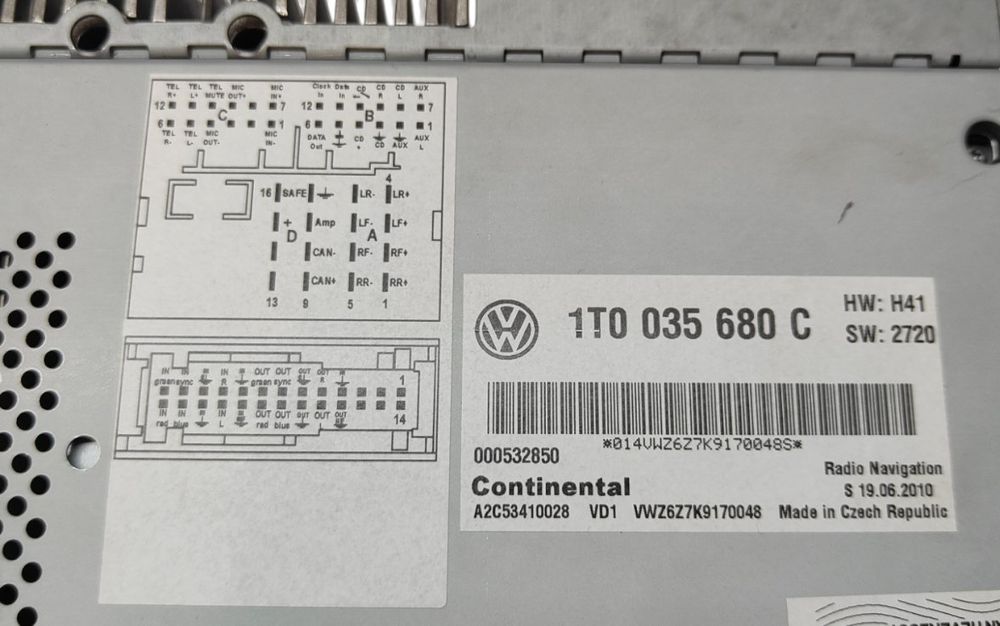 TEL TEL TEL MIC MIC Clock Data CD CD CD AUX
R+ L+ MUTE OUT+ IN+ In In R L R
12 7 12 7
C B
6 1 6 1
TEL TEL MIC MIC DATA CD CD AUX AUX
R- L- OUT- IN- Out + L
4
16 SAFE LR- LR+
+ Amp LF- LF+
D A
CAN- RF- RF+
CAN+ RR- RR+
13 9 5 1
IN IN IN OUT OUT OUT OUT
green sync R green sync R
1
14
IN IN IN OUT OUT OUT
red blue L red blue L
VW
1T0 035 680 C
HW: H41
SW: 2720
*014VWZ6Z7K9170048S*
000532850
Radio Navigation
Continental
S 19.06.2010
A2C53410028 VD1 VWZ6Z7K9170048 Made in Czech Republic